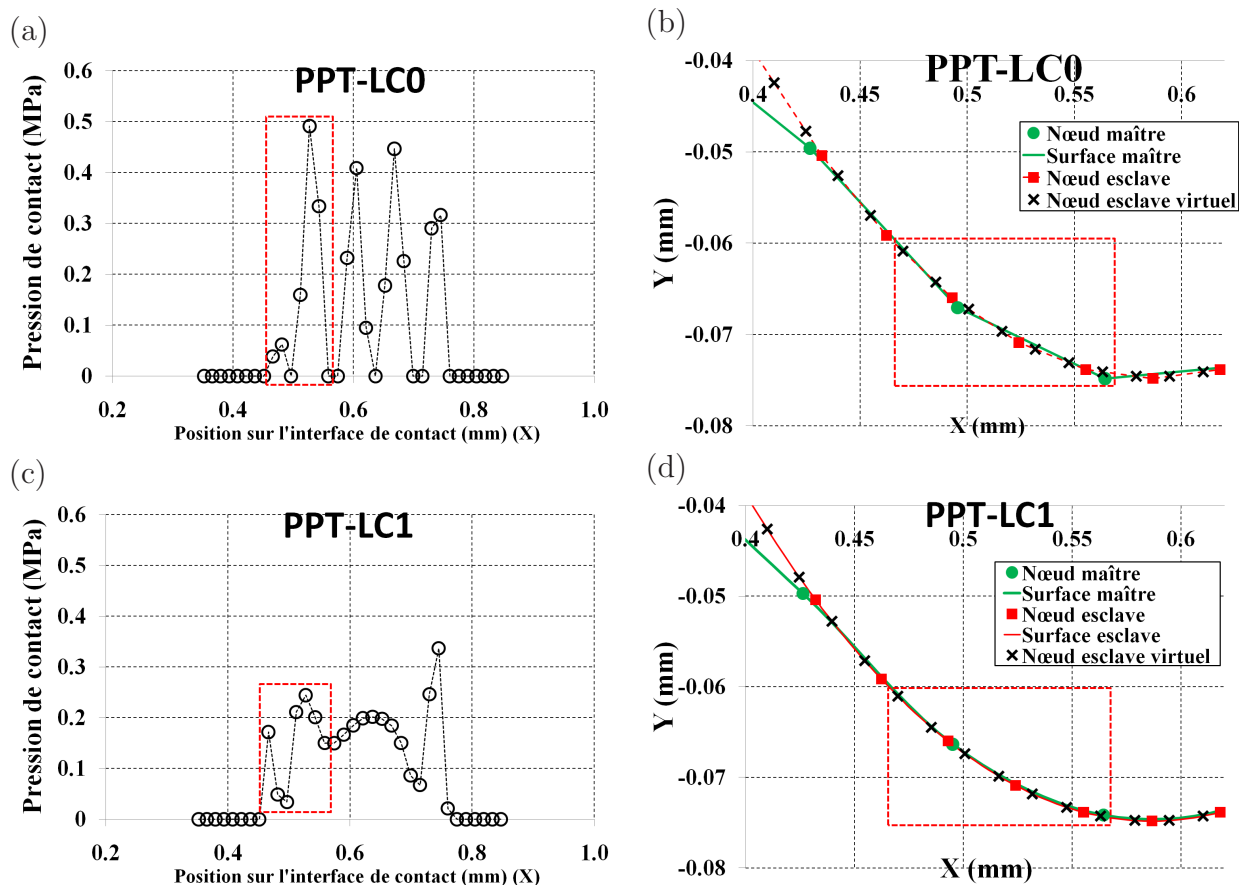 (a)
PPT-LC0
Pression de contact (MPa)
0.6
0.5
0.4
0.3
0.2
0.1
0
0.2
0.4
0.6
0.8
1.0
Position sur l'interface de contact (mm) (X)
(b)
PPT-LC0
-0.04
-0.05
-0.06
-0.07
-0.08
Y (mm)
0.4
0.45
0.5
0.55
0.6
Nœud maître
Surface maître
Nœud esclave
Nœud esclave virtuel
X (mm)
(c)
PPT-LC1
Pression de contact (MPa)
0.6
0.5
0.4
0.3
0.2
0.1
0
0.2
0.4
0.6
0.8
1.0
Position sur l'interface de contact (mm) (X)
(d)
PPT-LC1
-0.04
-0.05
-0.06
-0.07
-0.08
Y (mm)
0.4
0.45
0.5
0.55
0.6
Nœud maître
Surface maître
Nœud esclave
Surface esclave
Nœud esclave virtuel
X (mm)